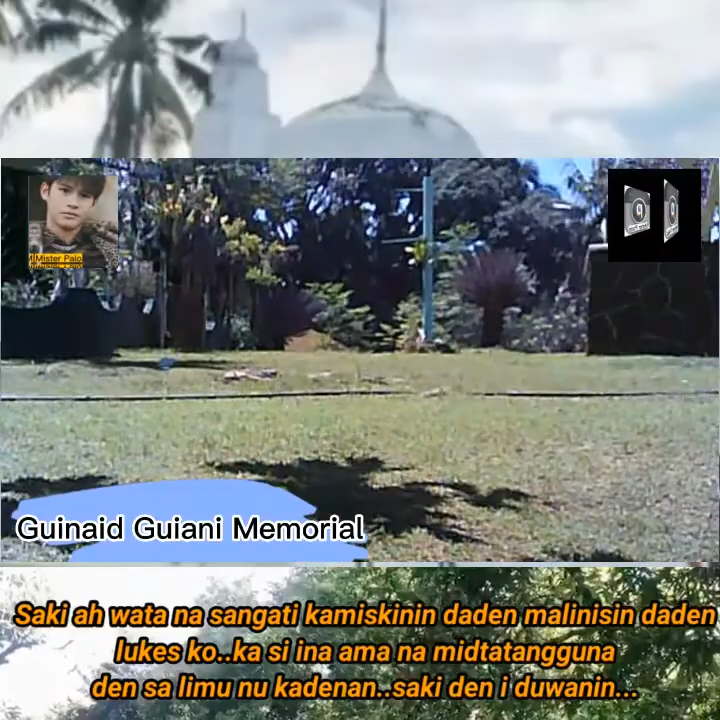 Mister Palo
Guinaid Guiani Memorial
Saki ah wata na sangati kamiskinin daden malinisin daden
lukes ko..ka si ina ama na midtatangguna
den sa limu nu kadenan..saki den i duwanin...